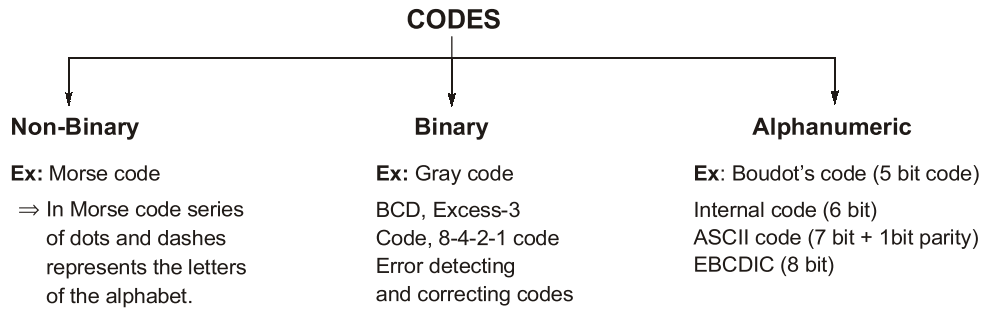 CODES
Non-Binary
Ex: Morse code
⇒ In Morse code series
of dots and dashes
represents the letters
of the alphabet.
Binary
Ex: Gray code
BCD, Excess-3
Code, 8-4-2-1 code
Error detecting
and correcting codes
Alphanumeric
Ex: Boudot's code (5 bit code)
Internal code (6 bit)
ASCII code (7 bit + 1bit parity)
EBCDIC (8 bit)